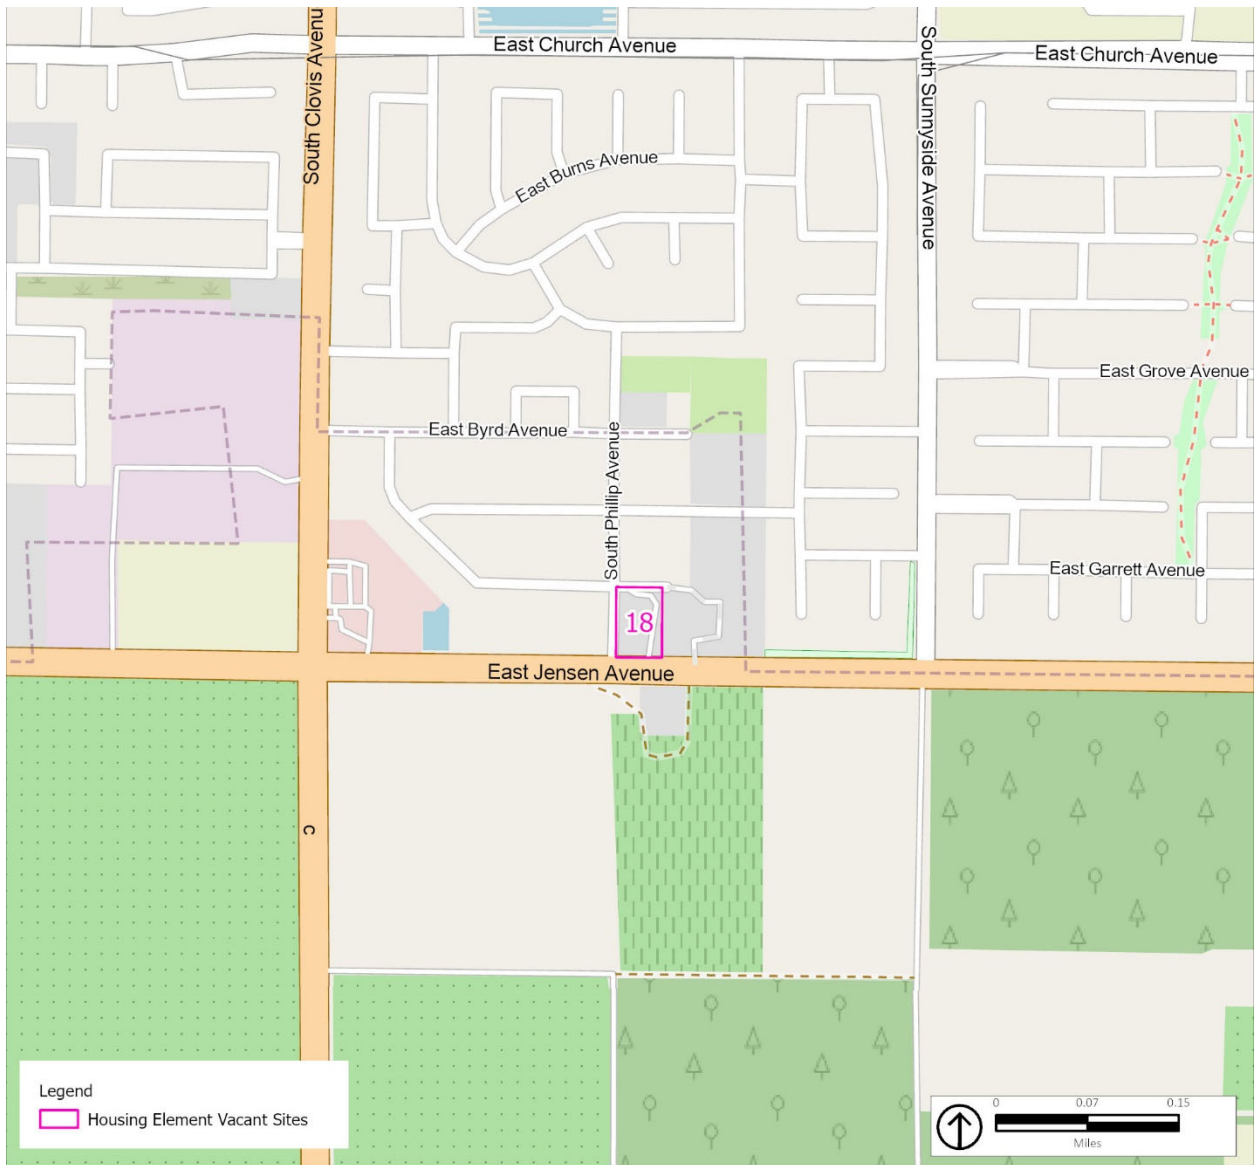 East Church Avenue
East Church Avenue
South Clovis Avenu
South Sunnyside Avenue
East Burns Avenue
East Grove Avenue
East Byrd Avenue
South Phillip Avenue
East Garrett Avenue
18
East Jensen Avenue
C
Legend
Housing Element Vacant Sites
0 0.07 0.15
Miles